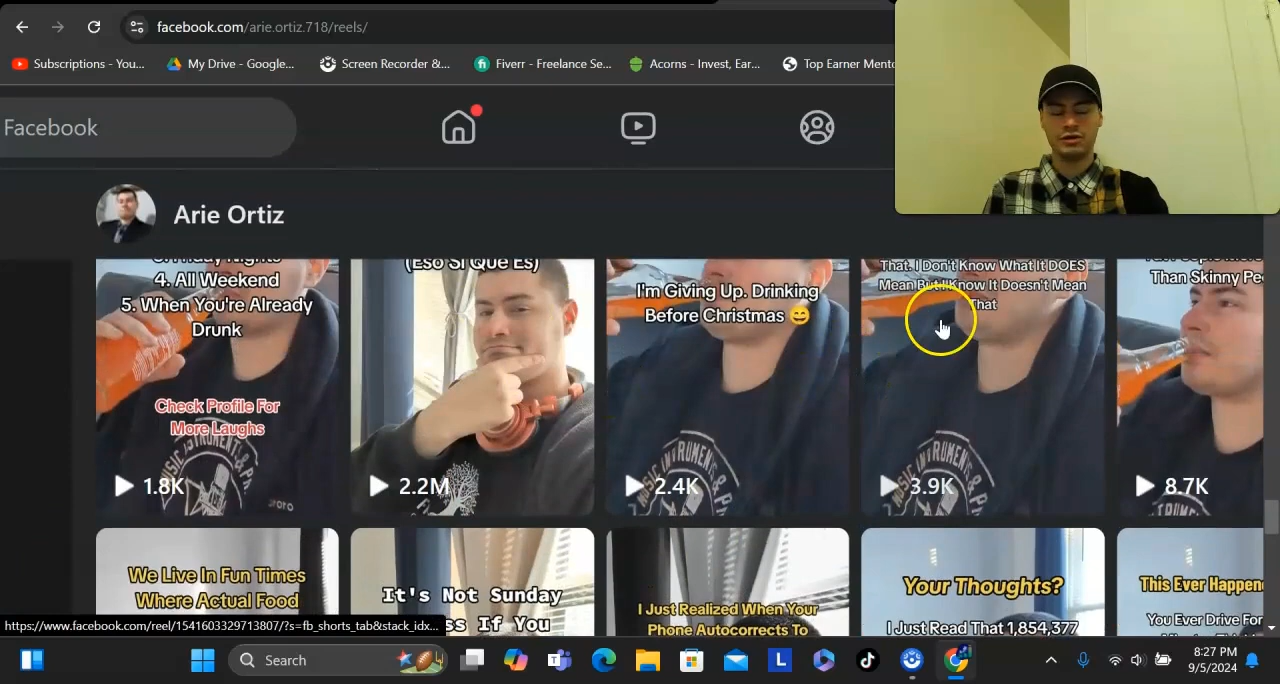 facebook.com/arie.ortiz.718/reels/
Subscriptions - You...
My Drive - Google...
Screen Recorder &...
Fiverr - Freelance Se...
Acorns - Invest, Ear...
Top Earner Mento
Facebook
Arie Ortiz
4. All Weekend
5. When You're Already
Drunk
Check Profile For
More Laughs
1.8K
(Eso Si Que Es)
2.2M
I'm Giving Up. Drinking
Before Christmas 😄
2.4K
That. I Don't Know What It DOES
Mean But I Know It Doesn't Mean
That
3.9K
Than Skinny Pe
8.7K
We Live In Fun Times
Where Actual Food
It's Not Sunday
If You
I Just Realized When Your
Phone Autocorrects To
Your Thoughts?
I Just Read That 1,854,377
This Ever Happen
You Ever Drive For
https://www.facebook.com/reel/1541603329713807/?s=fb_shorts_tab&stack_idx...
Search
8:27 PM
9/5/2024